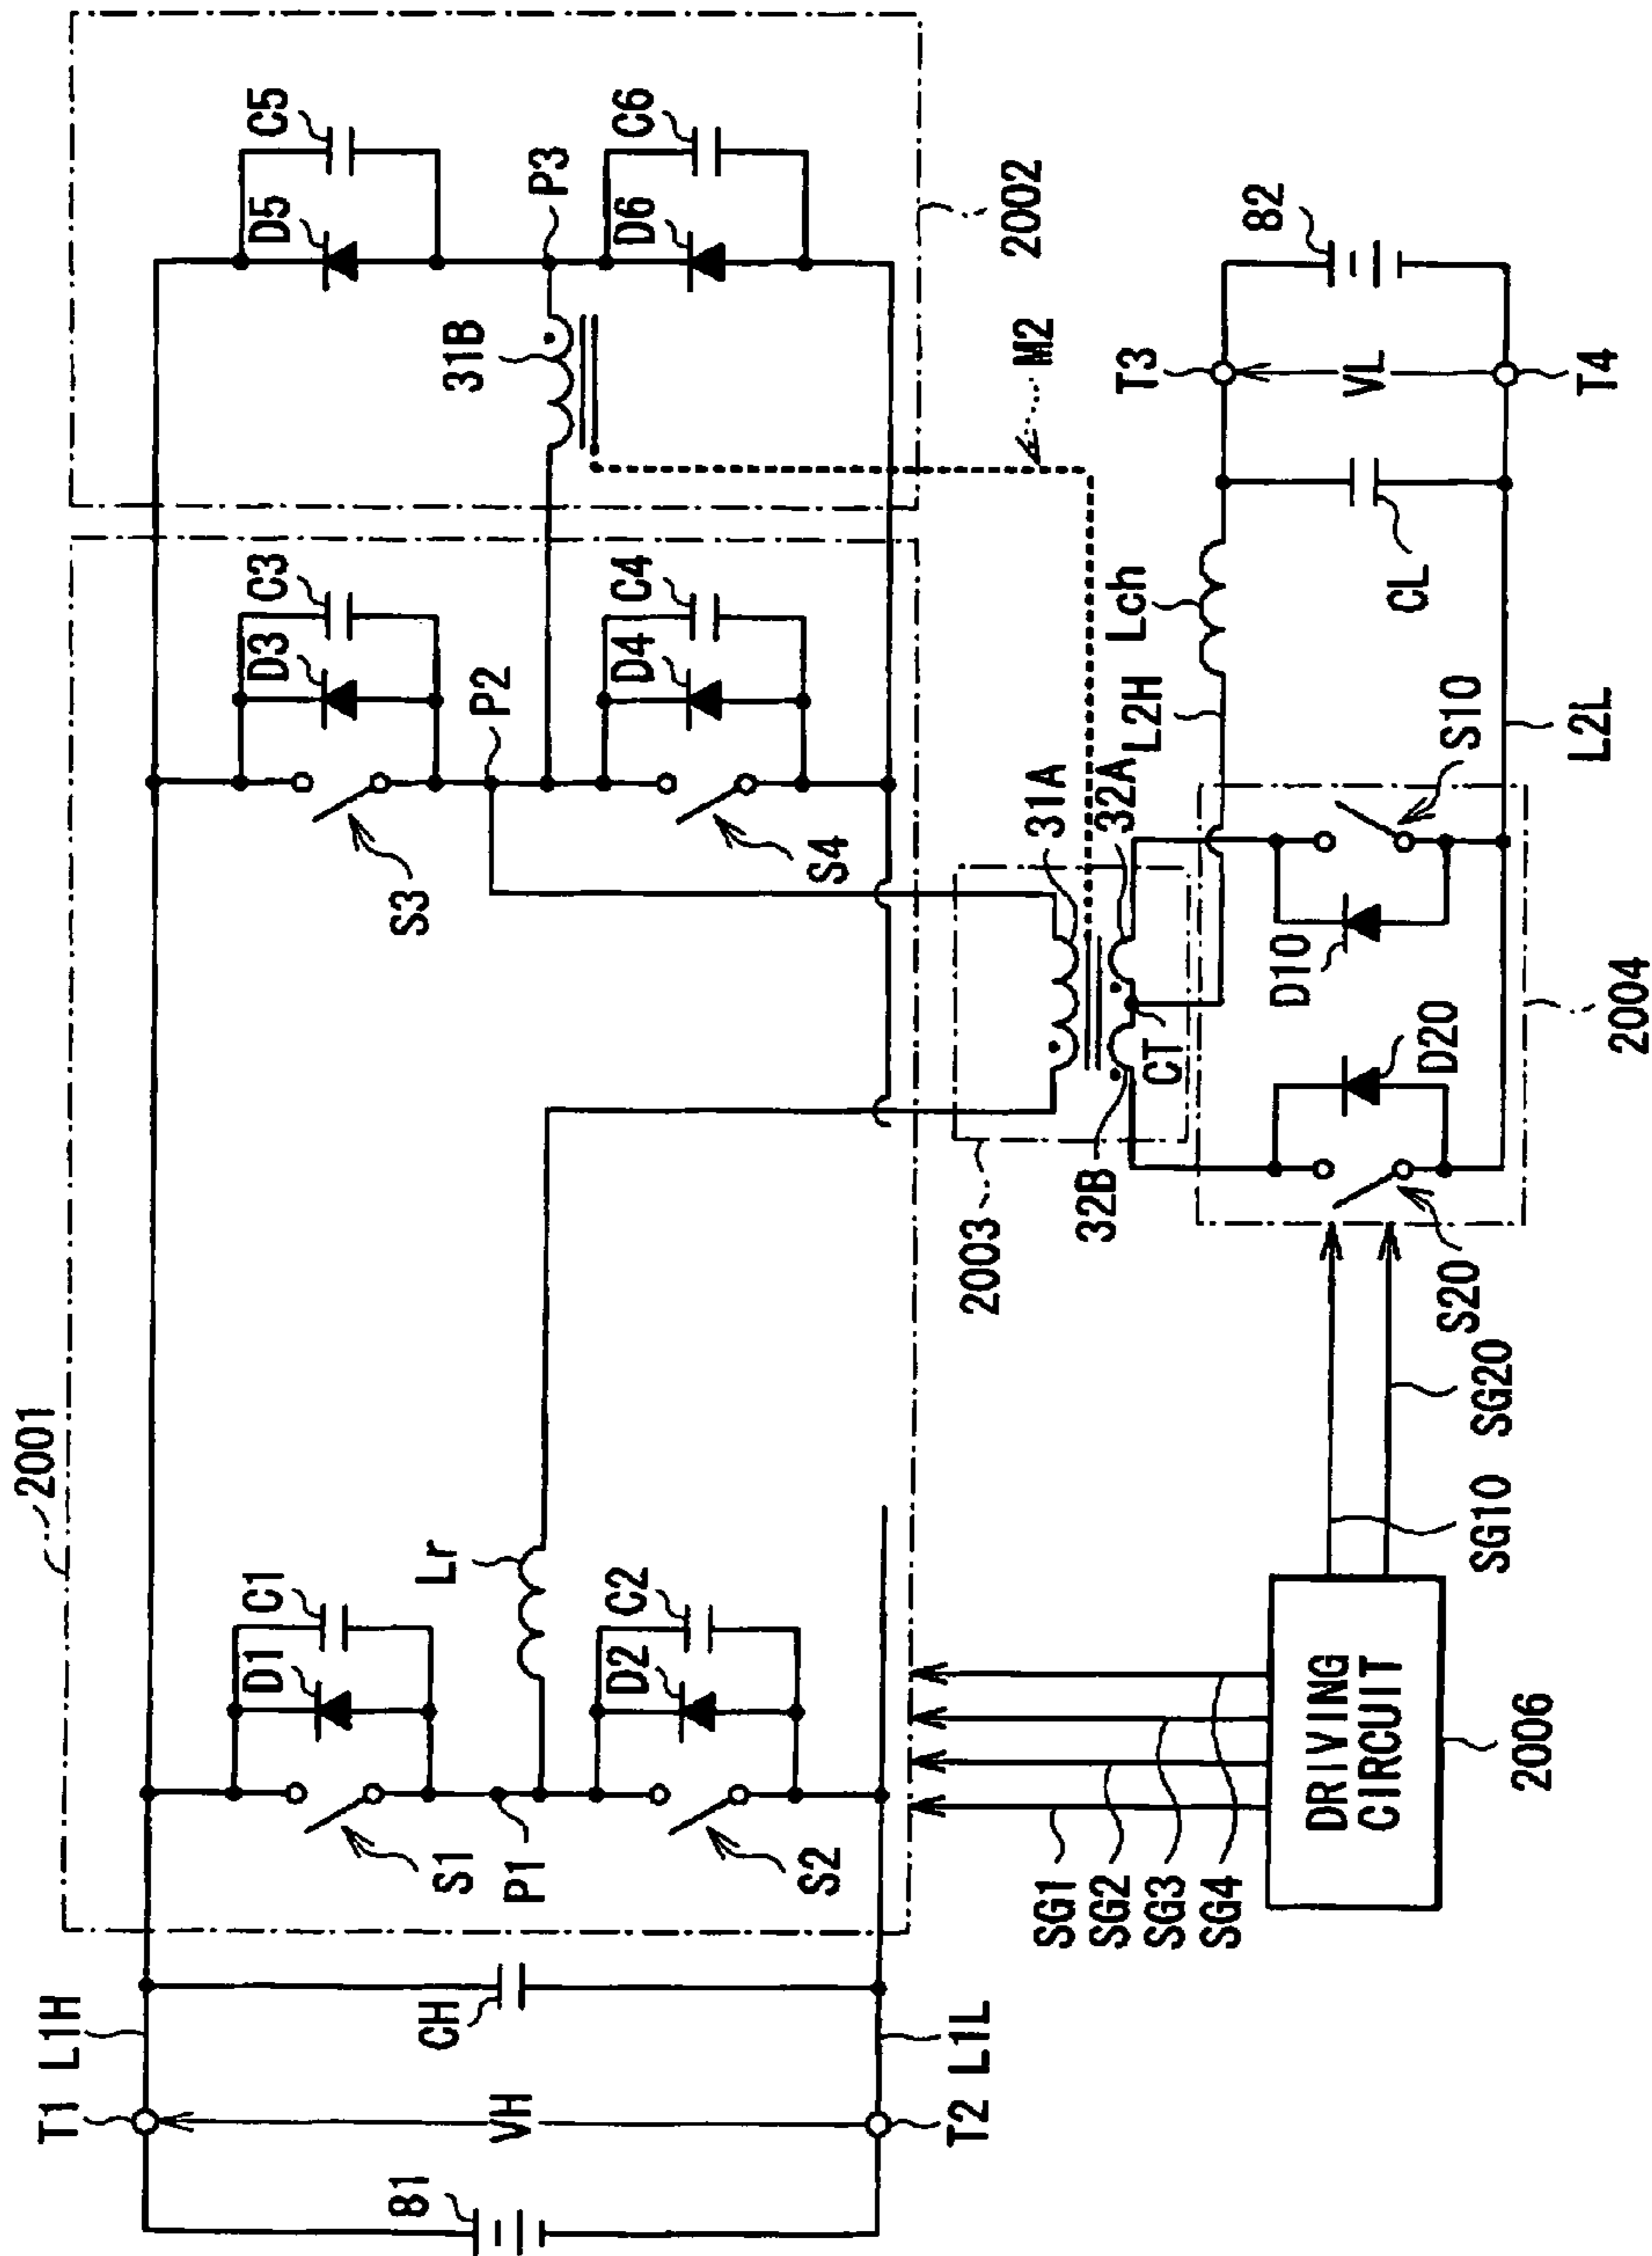 2001
T1
L1H
VH
CH
T2
L1L
B1
S1
D1
C1
P1
Lr
S2
D2
C2
S3
D3
C3
P2
S4
D4
C4
D5
C5
P3
31B
D6
C6
2002
M2
2003
31A
32A
32B
CT
L2H
Lch
CL
T3
VL
T4
B2
L2L
S10
D10
D20
S20
2004
SG1
SG2
SG3
SG4
SG10
SG20
DRIVING
CIRCUIT
2006